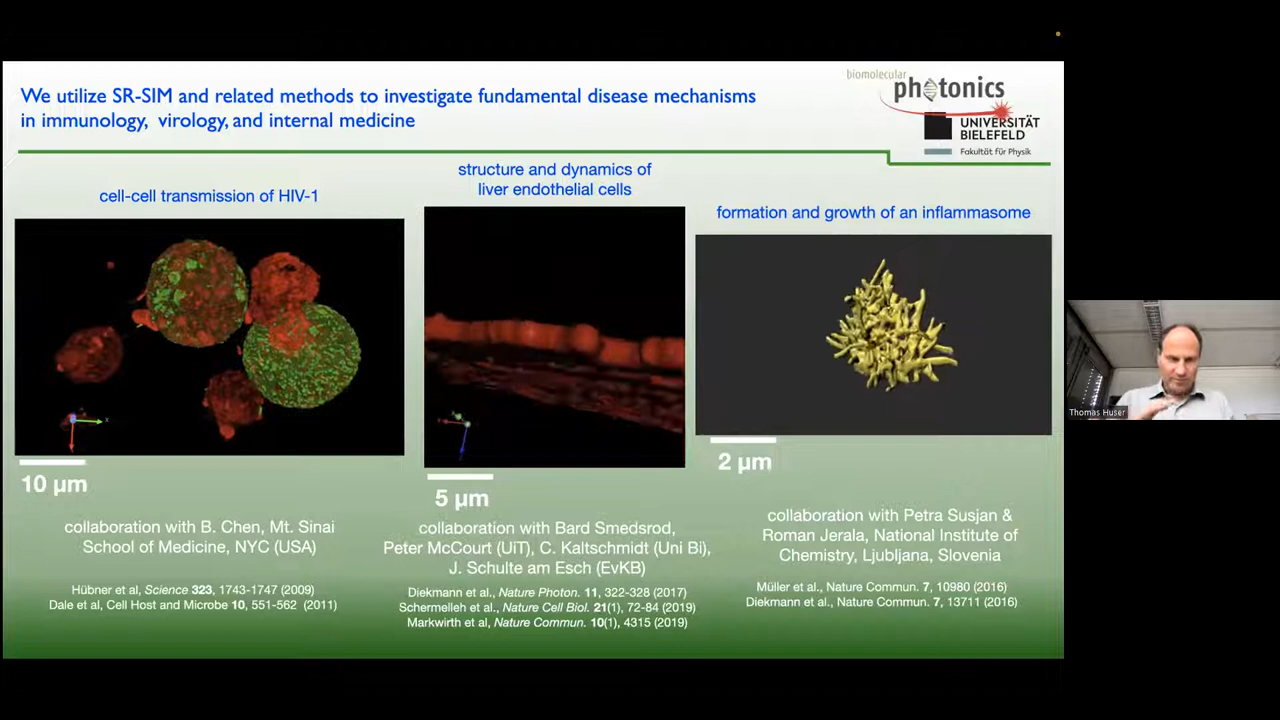 We utilize SR-SIM and related methods to investigate fundamental disease mechanisms
in immunology, virology, and internal medicine
biomolecular
photonics
UNIVERSITÄT
BIELEFELD
Fakultät für Physik
cell-cell transmission of HIV-1
10 µm
collaboration with B. Chen, Mt. Sinai
School of Medicine, NYC (USA)
Hübner et al, Science 323, 1743-1747 (2009)
Dale et al, Cell Host and Microbe 10, 551-562 (2011)
structure and dynamics of
liver endothelial cells
5 µm
collaboration with Bard Smedsrod,
Peter McCourt (UiT), C. Kaltschmidt (Uni Bi),
J. Schulte am Esch (EvKB)
Diekmann et al., Nature Photon. 11, 322-328 (2017)
Schermelleh et al., Nature Cell Biol. 21(1), 72-84 (2019)
Markwirth et al, Nature Commun. 10(1), 4315 (2019)
formation and growth of an inflammasome
2 µm
collaboration with Petra Susjan &
Roman Jerala, National Institute of
Chemistry, Ljubljana, Slovenia
Müller et al., Nature Commun. 7, 10980 (2016)
Diekmann et al., Nature Commun. 7, 13711 (2016)
Thomas Huser